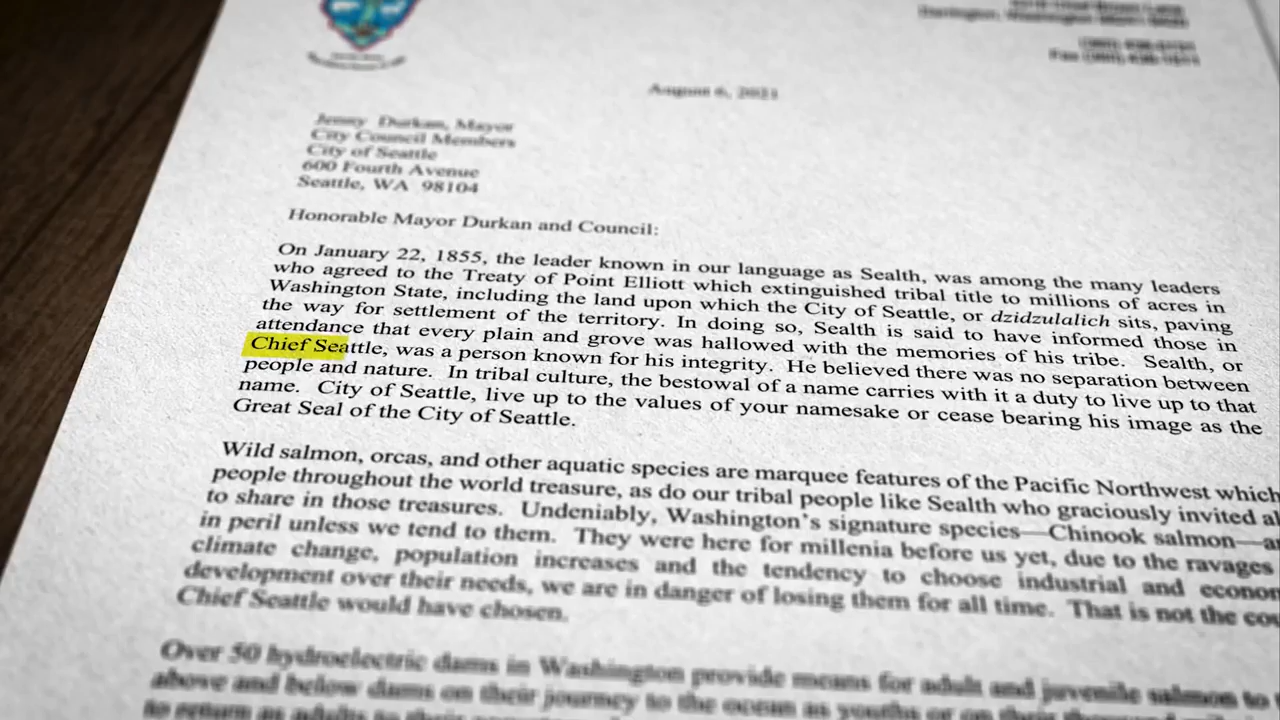 Darrington, Washington
August 6, 2021
Jenny Durkan, Mayor
City Council Members
City of Seattle
600 Fourth Avenue
Seattle, WA 98104
Honorable Mayor Durkan and Council:
On January 22, 1855, the leader known in our language as Sealth, was among the many leaders
who agreed to the Treaty of Point Elliott which extinguished tribal title to millions of acres in
Washington State, including the land upon which the City of Seattle, or dzidzulalich sits, paving
the way for settlement of the territory. In doing so, Sealth is said to have informed those in
attendance that every plain and grove was hallowed with the memories of his tribe. Sealth, or
Chief Seattle, was a person known for his integrity. He believed there was no separation between
people and nature. In tribal culture, the bestowal of a name carries with it a duty to live up to that
name. City of Seattle, live up to the values of your namesake or cease bearing his image as the
Great Seal of the City of Seattle.
Wild salmon, orcas, and other aquatic species are marquee features of the Pacific Northwest which
people throughout the world treasure, as do our tribal people like Sealth who graciously invited al
to share in those treasures. Undeniably, Washington's signature species—Chinook salmon—ar
in peril unless we tend to them. They were here for millenia before us yet, due to the ravages
climate change, population increases and the tendency to choose industrial and econom
development over their needs, we are in danger of losing them for all time. That is not the cou
Chief Seattle would have chosen.
Over 50 hydroelectric dams in Washington provide means for adult and juvenile salmon to
above and below dams on their journey to the ocean as youths or on their
to return as adults to their